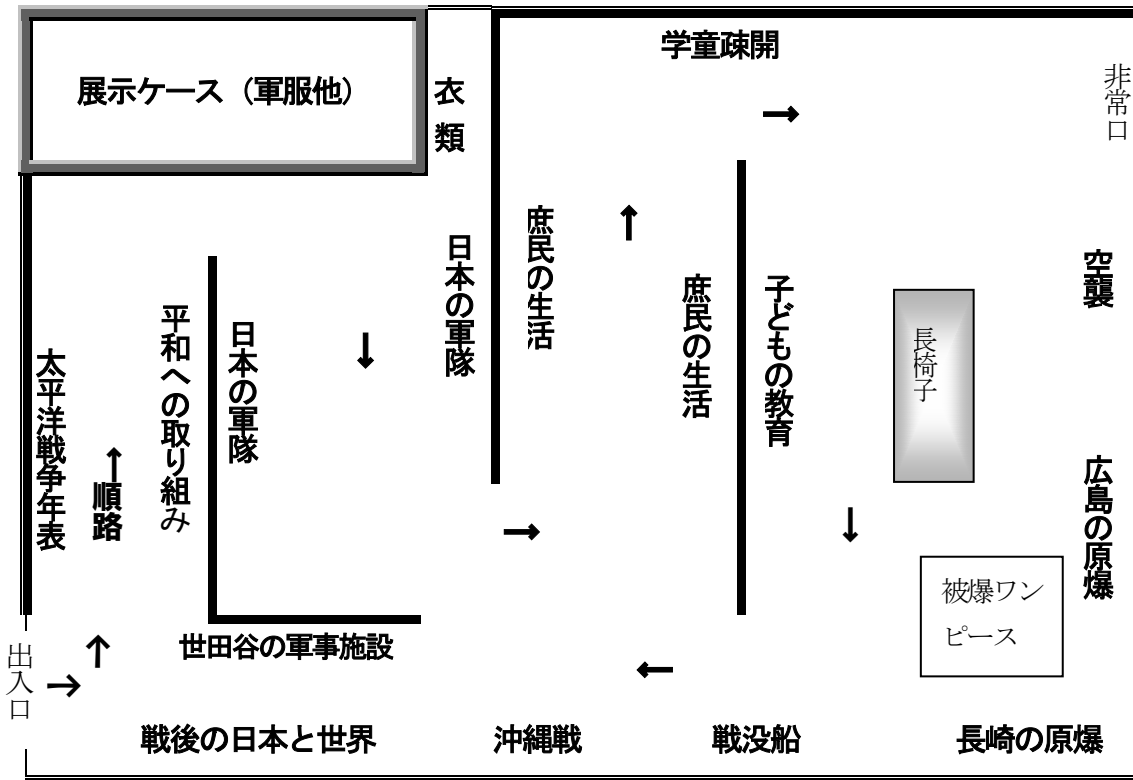 学童疎開
展示ケース（軍服他）
衣類
非常口
→
↑
庶民の生活
日本の軍隊
空襲
庶民の生活
子どもの教育
平和への取り組み
日本の軍隊
↓
長椅子
太平洋戦争年表
↑
順路
広島の原爆
→
↓
被爆ワン
ピース
世田谷の軍事施設
↑
出入口
→
←
戦後の日本と世界
沖縄戦
戦没船
長崎の原爆